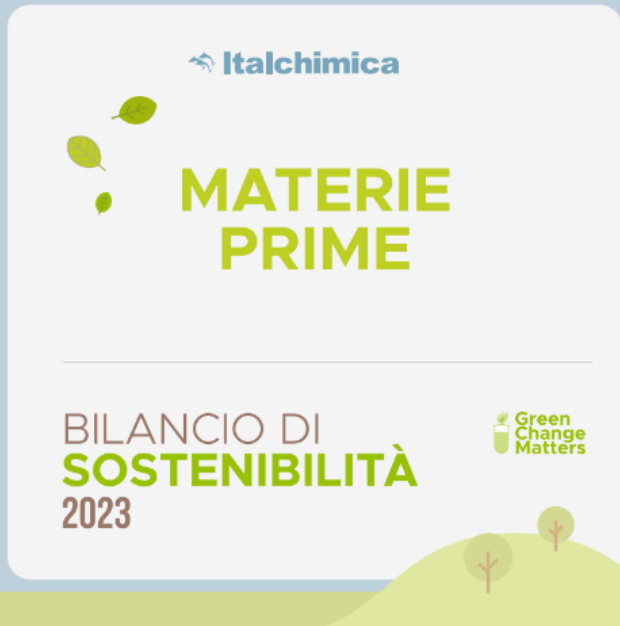 Italchimica
MATERIE
PRIME
BILANCIO DI
SOSTENIBILITÀ
2023
Green
Change
Matters